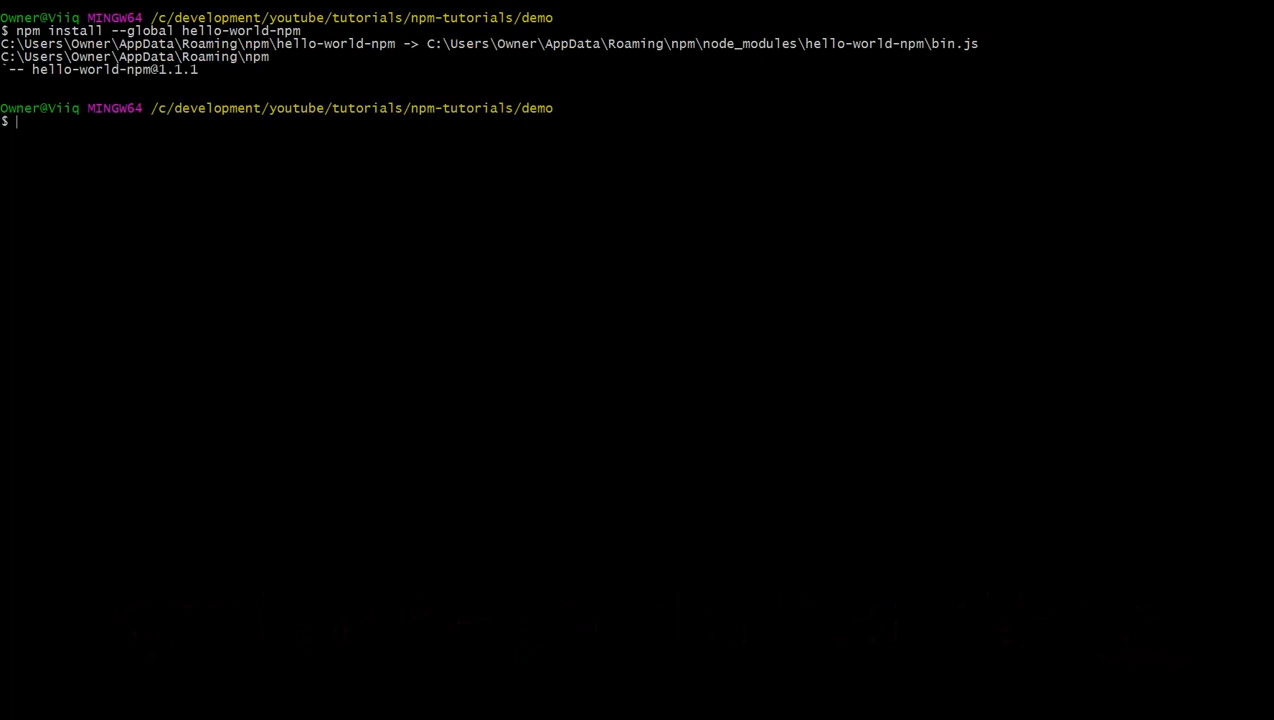 Owner@Viiq MINGW64 /c/development/youtube/tutorials/npm-tutorials/demo
$ npm install --global hello-world-npm
C:\Users\Owner\AppData\Roaming\npm\hello-world-npm -> C:\Users\Owner\AppData\Roaming\npm\node_modules\hello-world-npm\bin.js
C:\Users\Owner\AppData\Roaming\npm
`-- hello-world-npm@1.1.1
Owner@Viiq MINGW64 /c/development/youtube/tutorials/npm-tutorials/demo
$